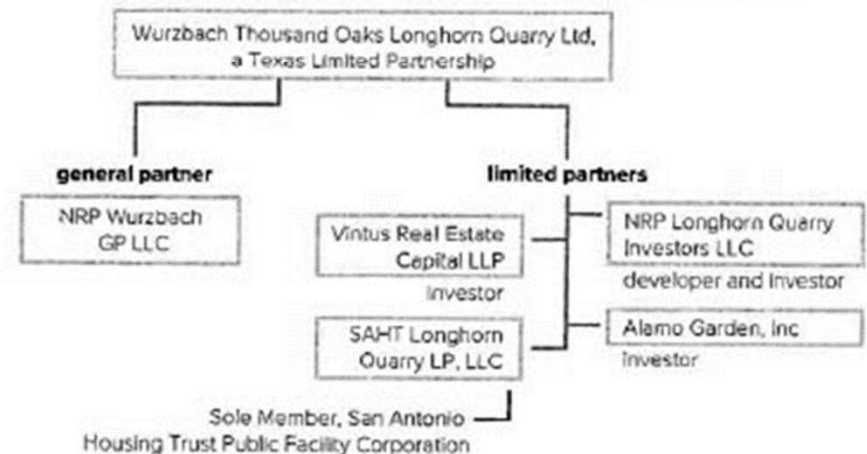 Wurzbach Thousand Oaks Longhorn Quarry Ltd,
a Texas Limited Partnership
general partner
NRP Wurzbach
GP LLC
limited partners
Vintus Real Estate
Capital LLP
Investor
NRP Longhorn Quarry
Investors LLC
developer and Investor
SAHT Longhorn
Quarry LP, LLC
Alamo Garden, Inc
Investor
Sole Member, San Antonio
Housing Trust Public Facility Corporation